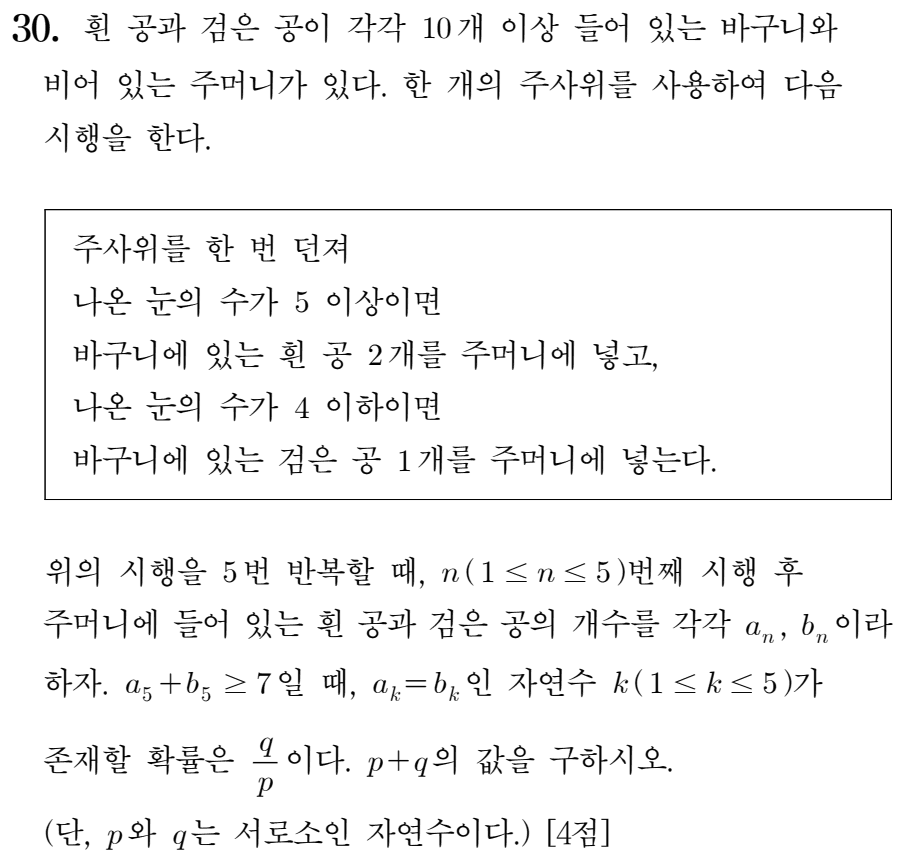 30. 흰 공과 검은 공이 각각 10개 이상 들어 있는 바구니와
비어 있는 주머니가 있다. 한 개의 주사위를 사용하여 다음
시행을 한다.
주사위를 한 번 던져
나온 눈의 수가 5 이상이면
바구니에 있는 흰 공 2개를 주머니에 넣고,
나온 눈의 수가 4 이하이면
바구니에 있는 검은 공 1개를 주머니에 넣는다.
위의 시행을 5번 반복할 때, n(1≤n≤5)번째 시행 후
주머니에 들어 있는 흰 공과 검은 공의 개수를 각각 aₙ, bₙ이라
하자. a₅+b₅≥7일 때, aₖ=bₖ인 자연수 k(1≤k≤5)가
존재할 확률은 q/p이다. p+q의 값을 구하시오.
(단, p와 q는 서로소인 자연수이다.) [4점]